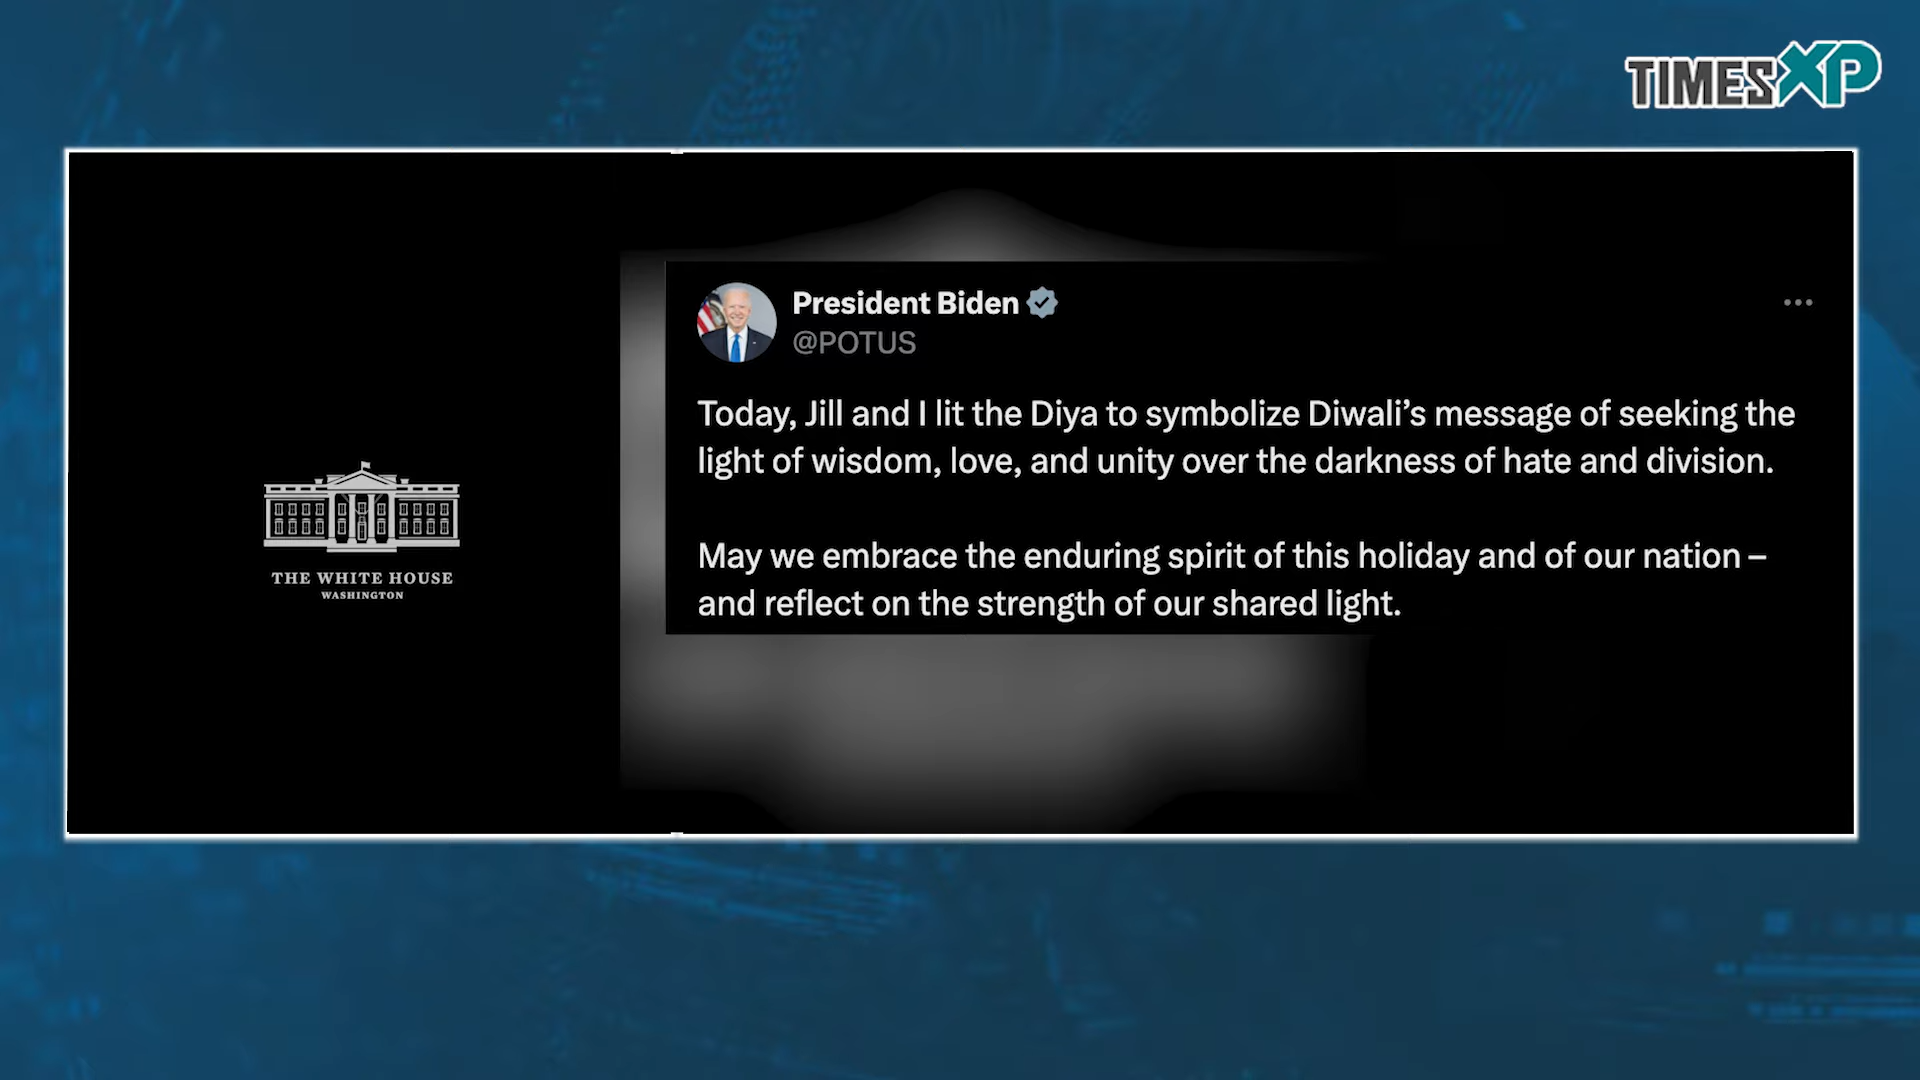 TIMESXP
President Biden
@POTUS
Today, Jill and I lit the Diya to symbolize Diwali’s message of seeking the
light of wisdom, love, and unity over the darkness of hate and division.
May we embrace the enduring spirit of this holiday and of our nation –
and reflect on the strength of our shared light.
THE WHITE HOUSE
WASHINGTON